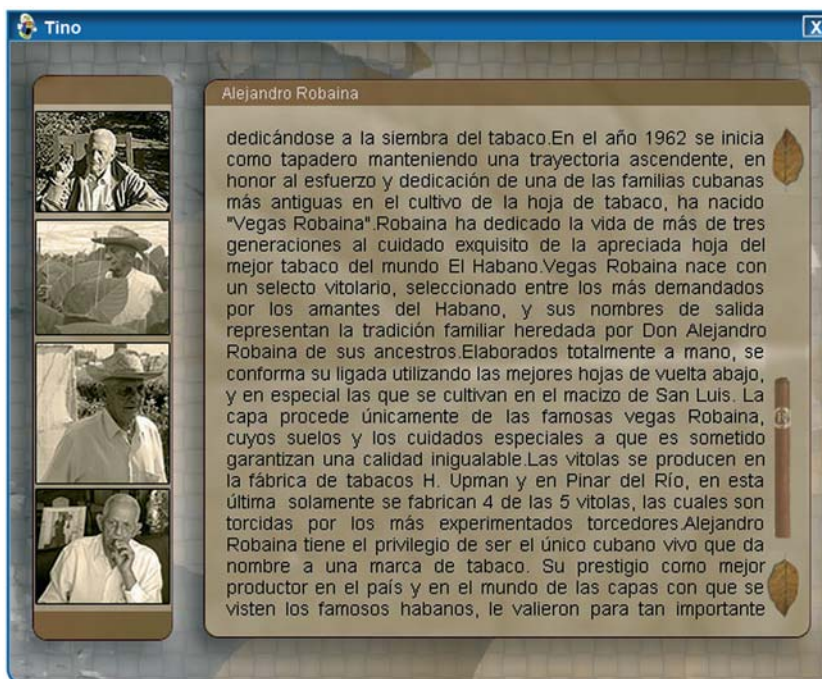 Tino
X
Alejandro Robaina
dedicándose a la siembra del tabaco.En el año 1962 se inicia
como tapadero manteniendo una trayectoria ascendente, en
honor al esfuerzo y dedicación de una de las familias cubanas
más antiguas en el cultivo de la hoja de tabaco, ha nacido
"Vegas Robaina".Robaina ha dedicado la vida de más de tres
generaciones al cuidado exquisito de la apreciada hoja del
mejor tabaco del mundo El Habano.Vegas Robaina nace con
un selecto vitolario, seleccionado entre los más demandados
por los amantes del Habano, y sus nombres de salida
representan la tradición familiar heredada por Don Alejandro
Robaina de sus ancestros.Elaborados totalmente a mano, se
conforma su ligada utilizando las mejores hojas de vuelta abajo,
y en especial las que se cultivan en el macizo de San Luis. La
capa procede únicamente de las famosas vegas Robaina,
cuyos suelos y los cuidados especiales a que es sometido
garantizan una calidad inigualable.Las vitolas se producen en
la fábrica de tabacos H. Upman y en Pinar del Río, en esta
última solamente se fabrican 4 de las 5 vitolas, las cuales son
torcidas por los más experimentados torcedores.Alejandro
Robaina tiene el privilegio de ser el único cubano vivo que da
nombre a una marca de tabaco. Su prestigio como mejor
productor en el país y en el mundo de las capas con que se
visten los famosos habanos, le valieron para tan importante